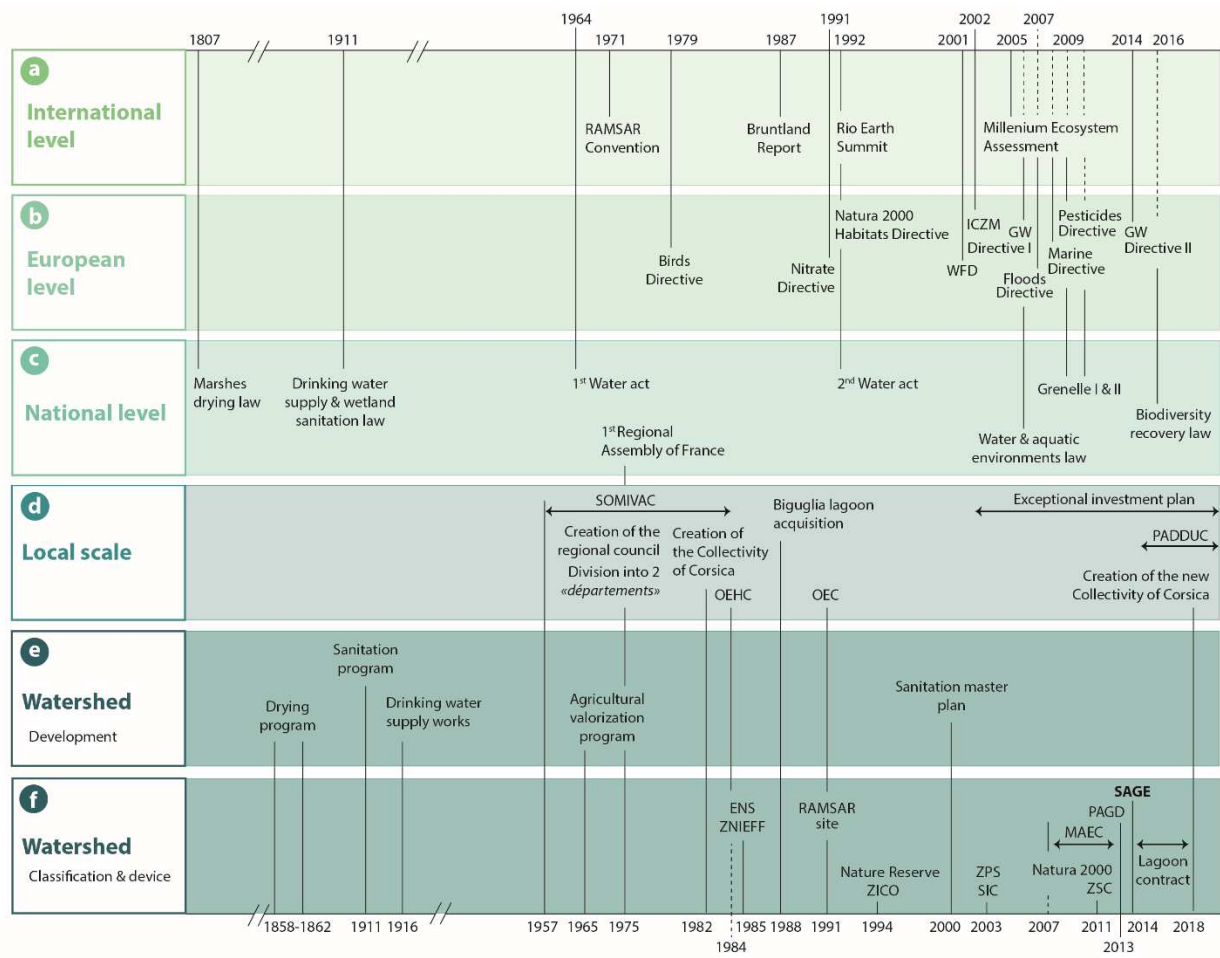 1964
1991
2002
2007
1807
1911
1971
1979
1987
1992
2001
2005
2009
2014
2016
a
International
level
RAMSAR
Convention
Bruntland
Report
Rio Earth
Summit
Millenium Ecosystem
Assessment
b
European
level
Birds
Directive
Nitrate
Directive
Natura 2000
Habitats Directive
WFD
ICZM
GW
Directive I
Floods
Directive
Marine
Directive
Pesticides
Directive
GW
Directive II
c
National level
Marshes
drying law
Drinking water
supply & wetland
sanitation law
1st Water act
1st Regional
Assembly of France
2nd Water act
Water & aquatic
environments law
Grenelle I & II
Biodiversity
recovery law
d
Local scale
SOMIVAC
Creation of the
regional council
Division into 2
«départements»
Creation of
the Collectivity
of Corsica
OEHC
Biguglia lagoon
acquisition
OEC
Exceptional investment plan
PADDUC
Creation of the new
Collectivity of Corsica
e
Watershed
Development
Drying
program
Sanitation
program
Drinking water
supply works
Agricultural
valorization
program
Sanitation master
plan
f
Watershed
Classification & device
ENS
ZNIEFF
RAMSAR
site
Nature Reserve
ZICO
ZPS
SIC
Natura 2000
ZSC
MAEC
PAGD
SAGE
Lagoon
contract
1858-1862
1911
1916
1957
1965
1975
1982
1985
1988
1991
1994
2000
2003
2007
2011
2014
2018
1984
2013